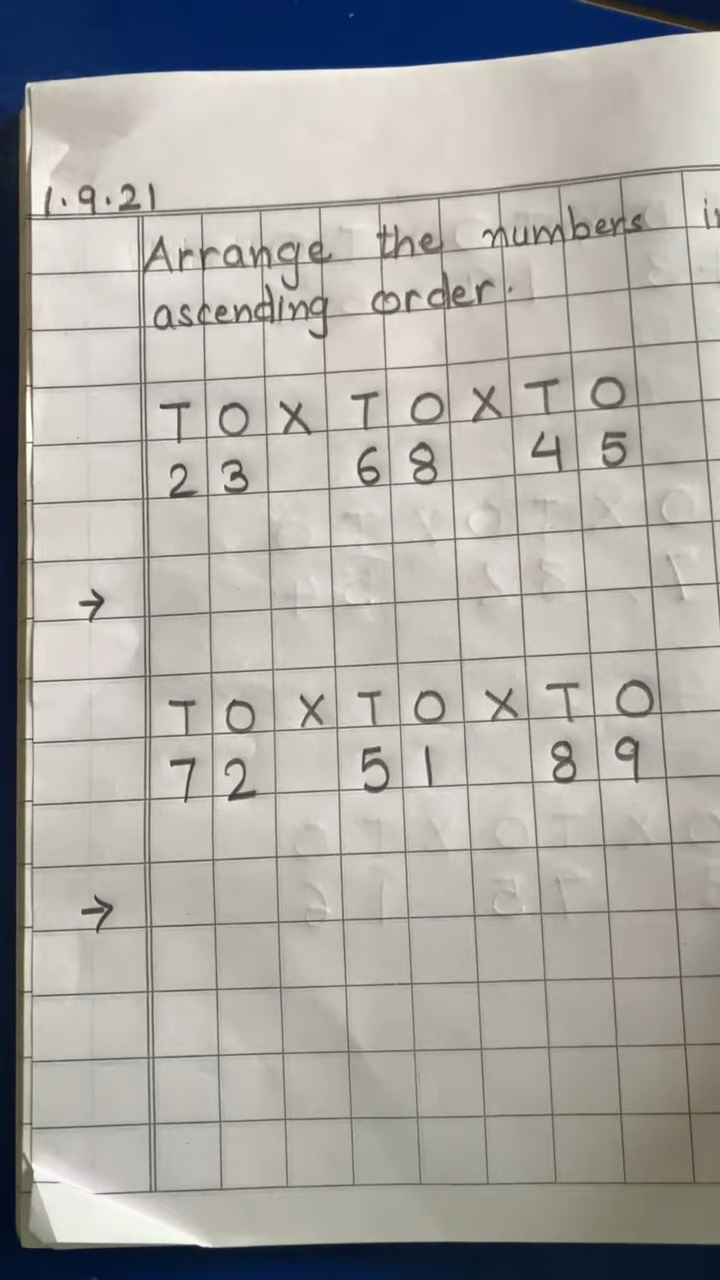 1.9.21
Arrange the numbers in
ascending order.
T O X T O X T O
2 3 6 8 4 5
→
T O X T O X T O
7 2 5 1 8 9
→